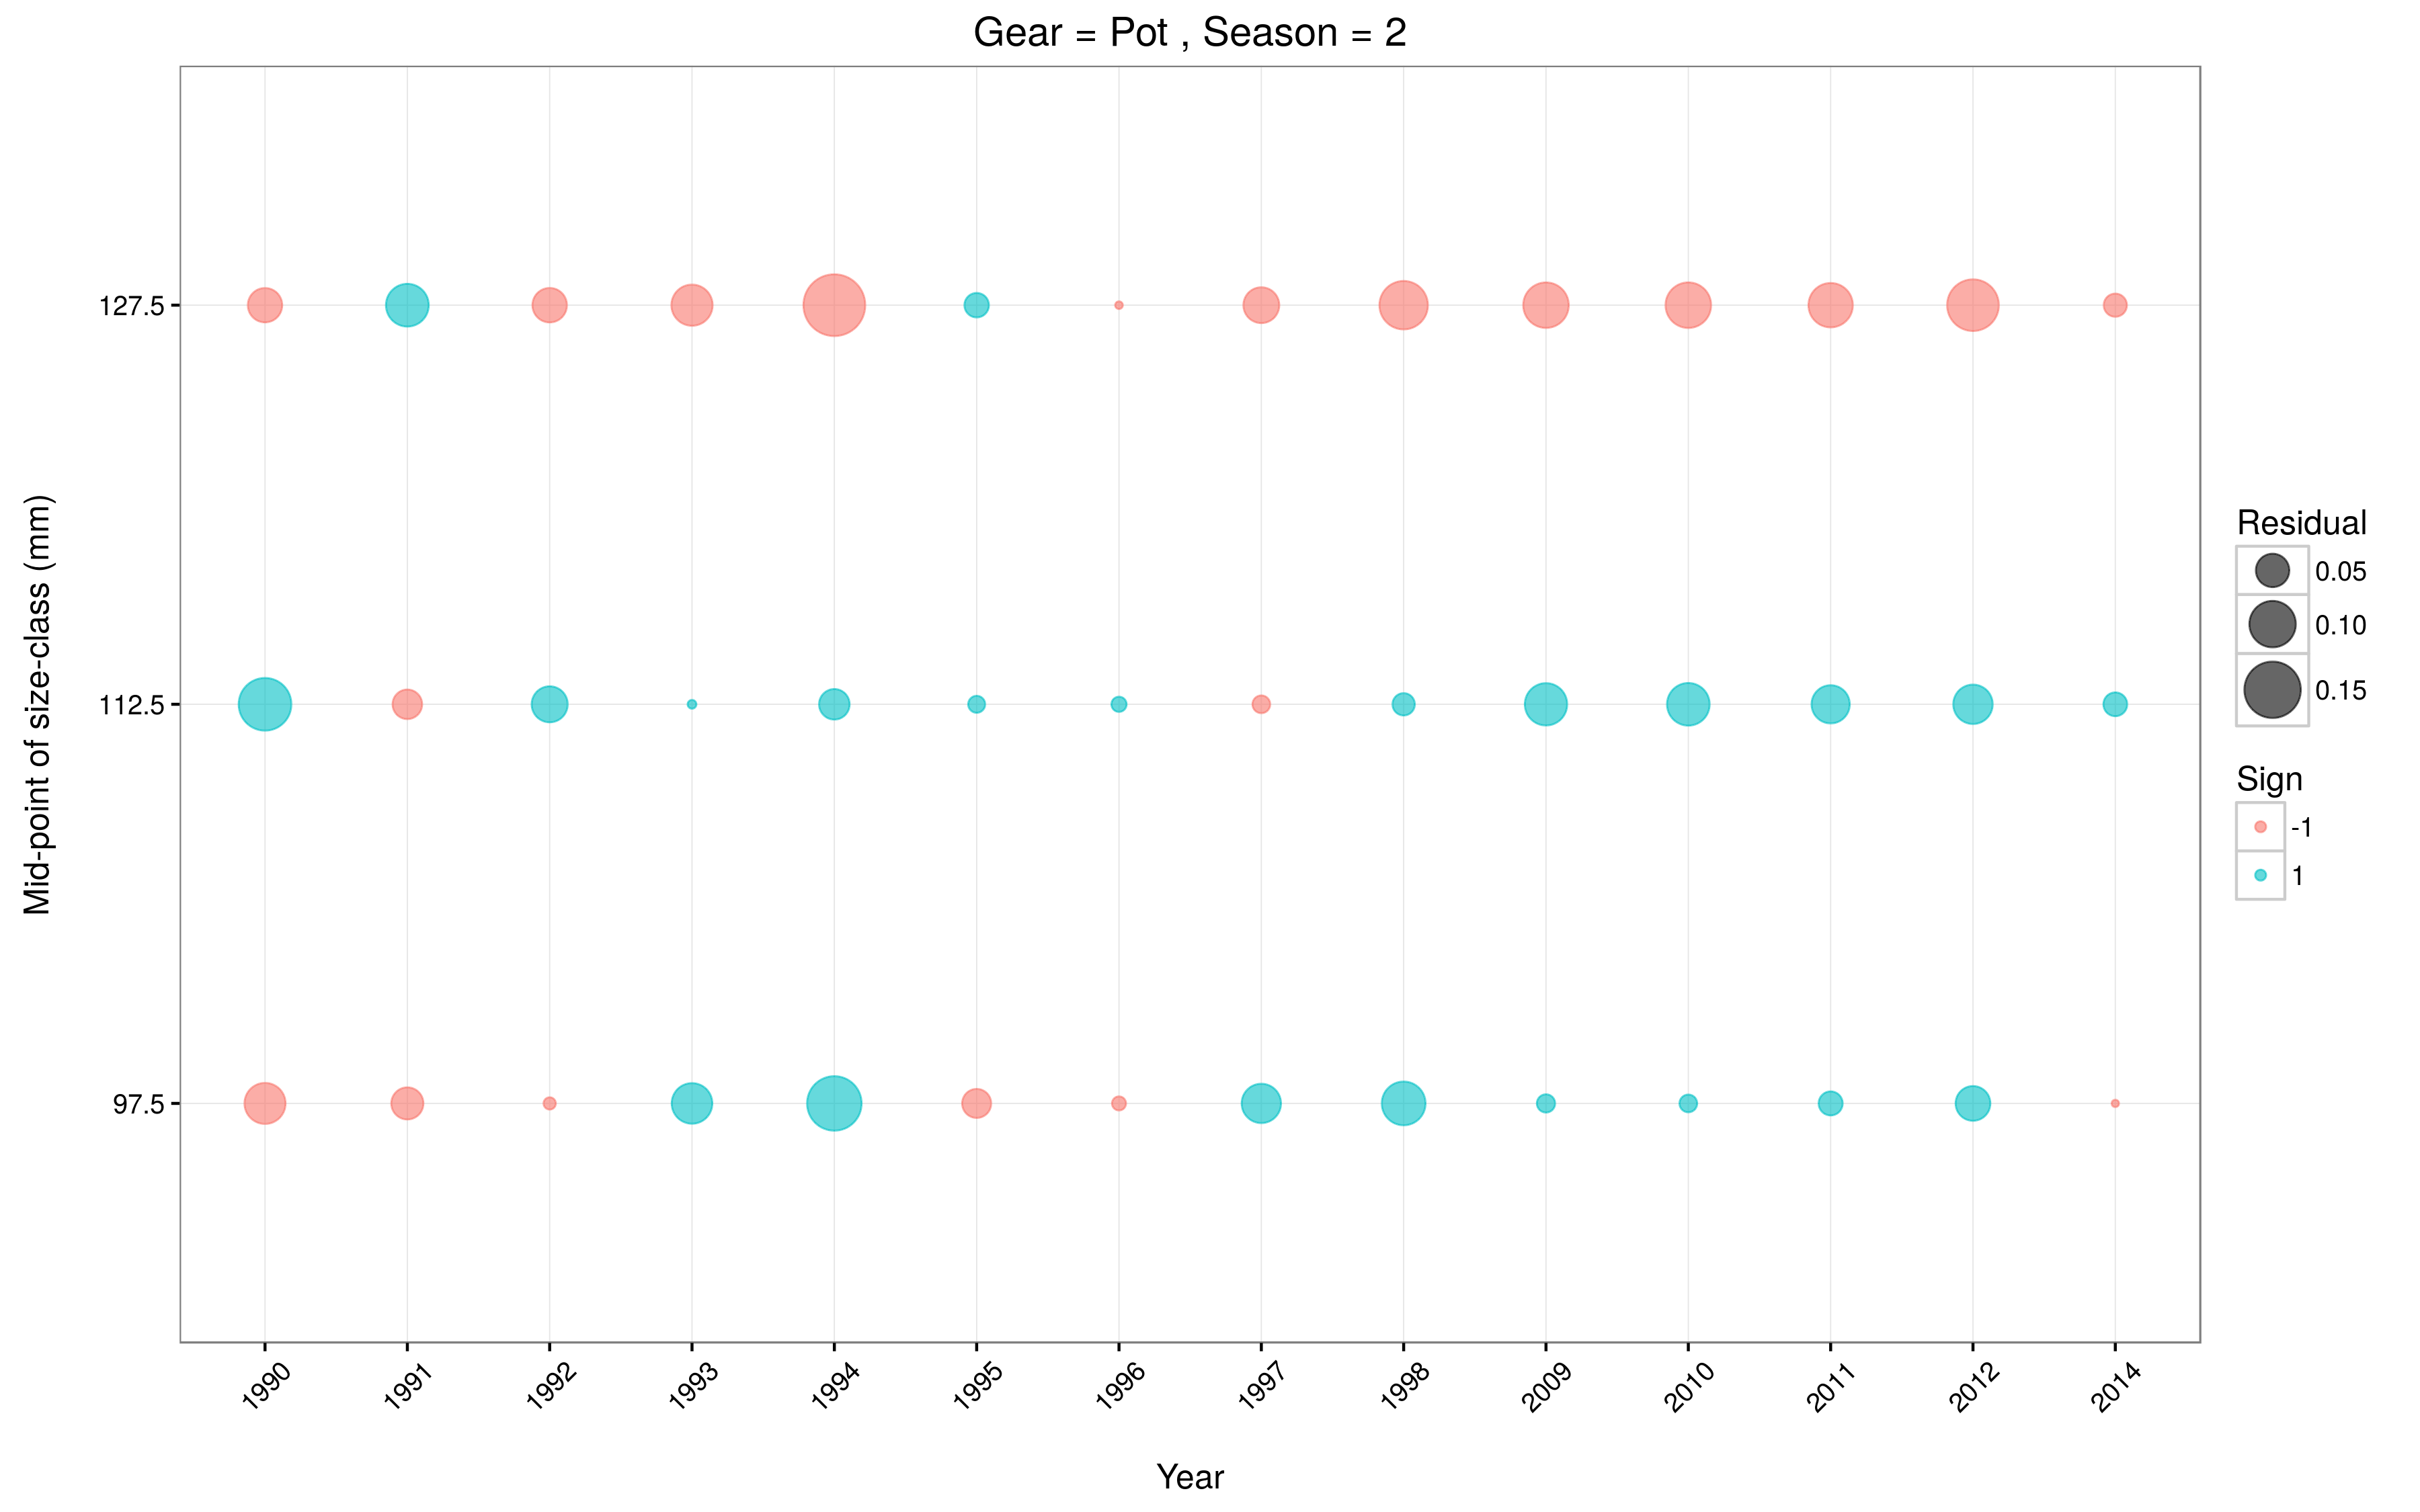 Gear = Pot , Season = 2
Mid-point of size-class (mm)
127.5
112.5
97.5
1990 1991 1992 1993 1994 1995 1996 1997 1998 2009 2010 2011 2012 2014
Year
Residual
0.05
0.10
0.15
Sign
-1
1